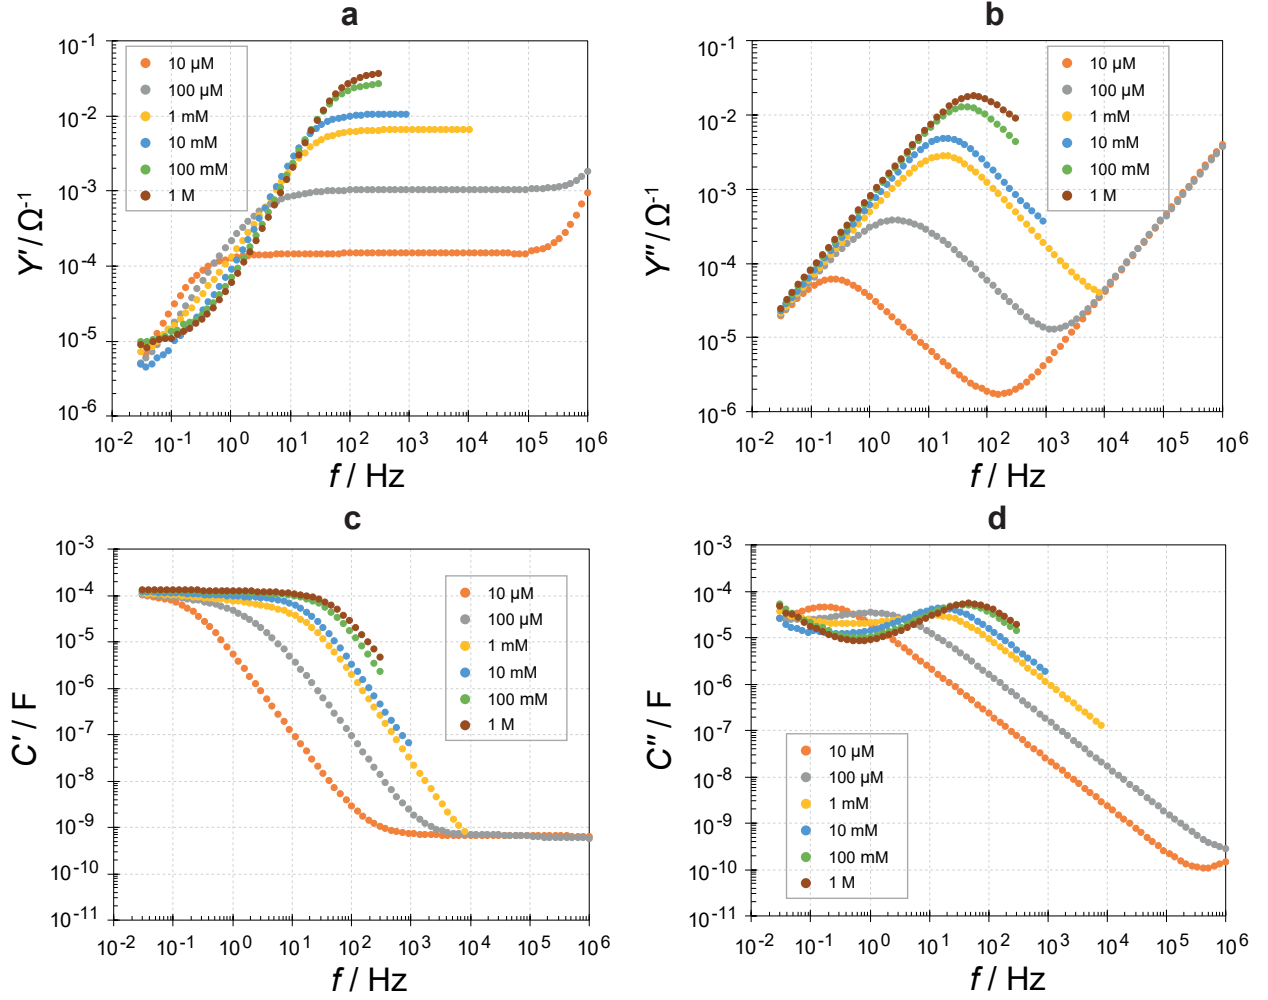 a
10⁻¹
10⁻²
10⁻³
10⁻⁴
10⁻⁵
10⁻⁶
Y′ / Ω⁻¹
10 µM
100 µM
1 mM
10 mM
100 mM
1 M
10⁻² 10⁻¹ 10⁰ 10¹ 10² 10³ 10⁴ 10⁵ 10⁶
f / Hz
b
10⁻¹
10⁻²
10⁻³
10⁻⁴
10⁻⁵
10⁻⁶
Y″ / Ω⁻¹
10 µM
100 µM
1 mM
10 mM
100 mM
1 M
10⁻² 10⁻¹ 10⁰ 10¹ 10² 10³ 10⁴ 10⁵ 10⁶
f / Hz
c
10⁻³
10⁻⁴
10⁻⁵
10⁻⁶
10⁻⁷
10⁻⁸
10⁻⁹
10⁻¹⁰
10⁻¹¹
C′ / F
10 µM
100 µM
1 mM
10 mM
100 mM
1 M
10⁻² 10⁻¹ 10⁰ 10¹ 10² 10³ 10⁴ 10⁵ 10⁶
f / Hz
d
10⁻³
10⁻⁴
10⁻⁵
10⁻⁶
10⁻⁷
10⁻⁸
10⁻⁹
10⁻¹⁰
10⁻¹¹
C″ / F
10 µM
100 µM
1 mM
10 mM
100 mM
1 M
10⁻² 10⁻¹ 10⁰ 10¹ 10² 10³ 10⁴ 10⁵ 10⁶
f / Hz